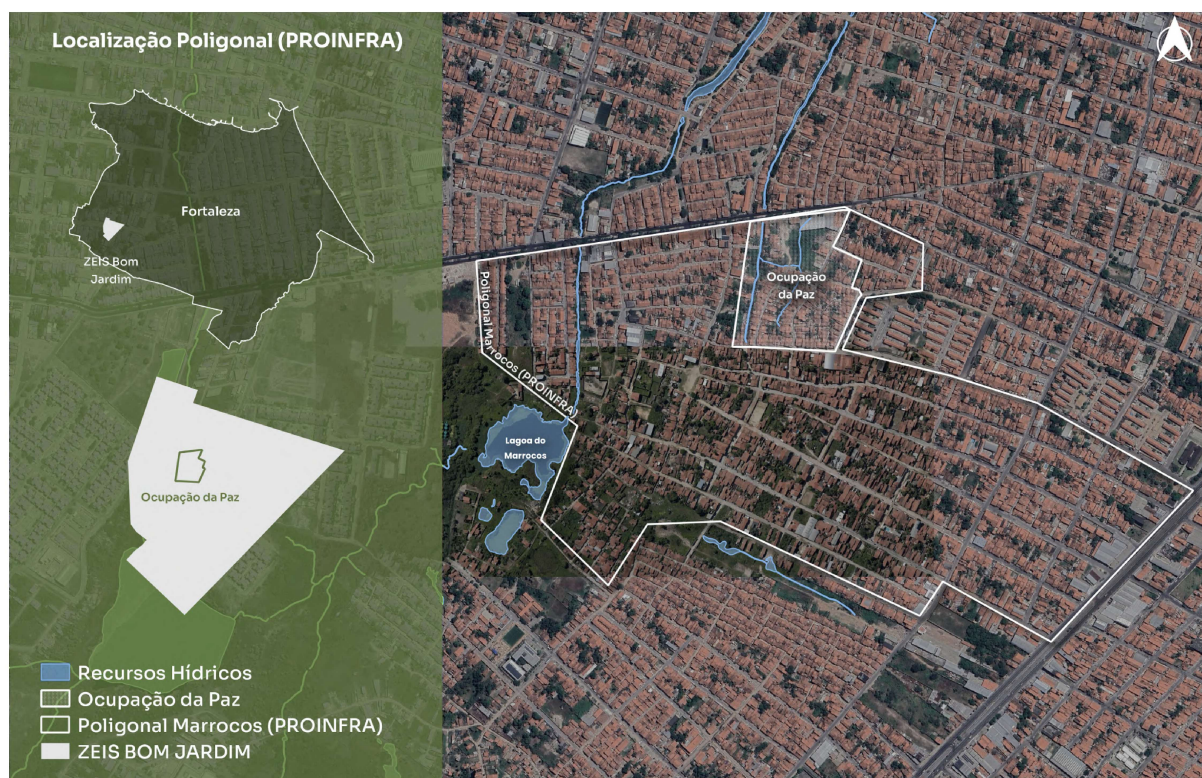 Localização Poligonal (PROINFRA)
Fortaleza
ZEIS Bom
Jardim
Ocupação da Paz
Recursos Hídricos
Ocupação da Paz
Poligonal Marrocos (PROINFRA)
ZEIS BOM JARDIM
Ocupação
da Paz
Poligonal Marrocos (PROINFRA)
Lagoa do
Marrocos